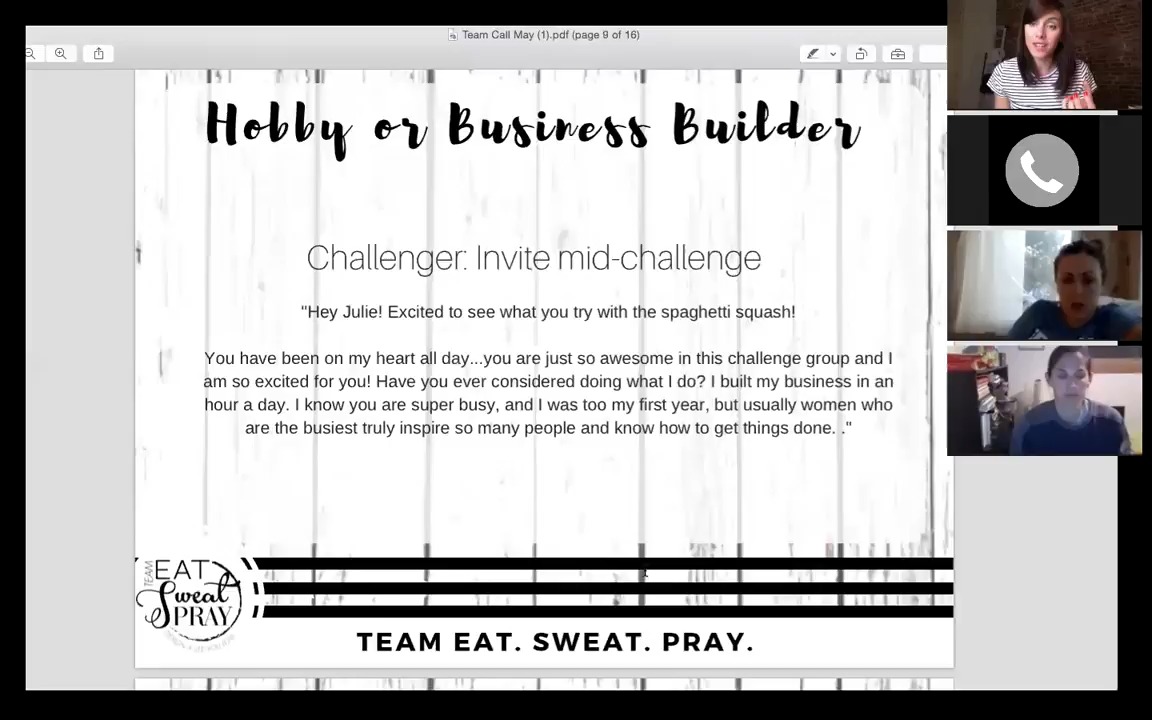 Team Call May (1).pdf (page 9 of 16)
Hobby or Business Builder
Challenger: Invite mid-challenge
"Hey Julie! Excited to see what you try with the spaghetti squash!
You have been on my heart all day...you are just so awesome in this challenge group and I
am so excited for you! Have you ever considered doing what I do? I built my business in an
hour a day. I know you are super busy, and I was too my first year, but usually women who
are the busiest truly inspire so many people and know how to get things done. ."
TEAM
EAT
Sweat
PRAY
TEAM EAT. SWEAT. PRAY.